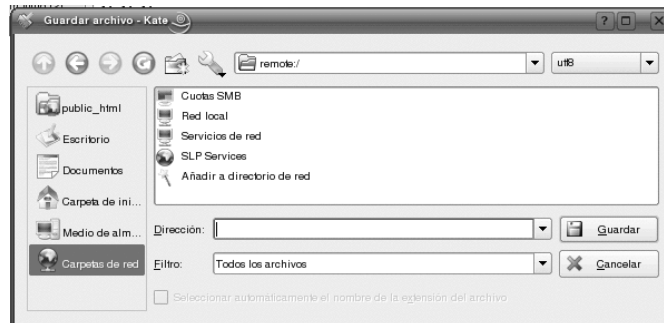 Guardar archivo - Kate
remote:/
utf8
public_html
Escritorio
Documentos
Carpeta de ini...
Medio de alm...
Carpetas de red
Cuotas SMB
Red local
Servicios de red
SLP Services
Añadir a directorio de red
Dirección:
Guardar
Filtro:
Todos los archivos
Cancelar
Seleccionar automáticamente el nombre de la extensión del archivo